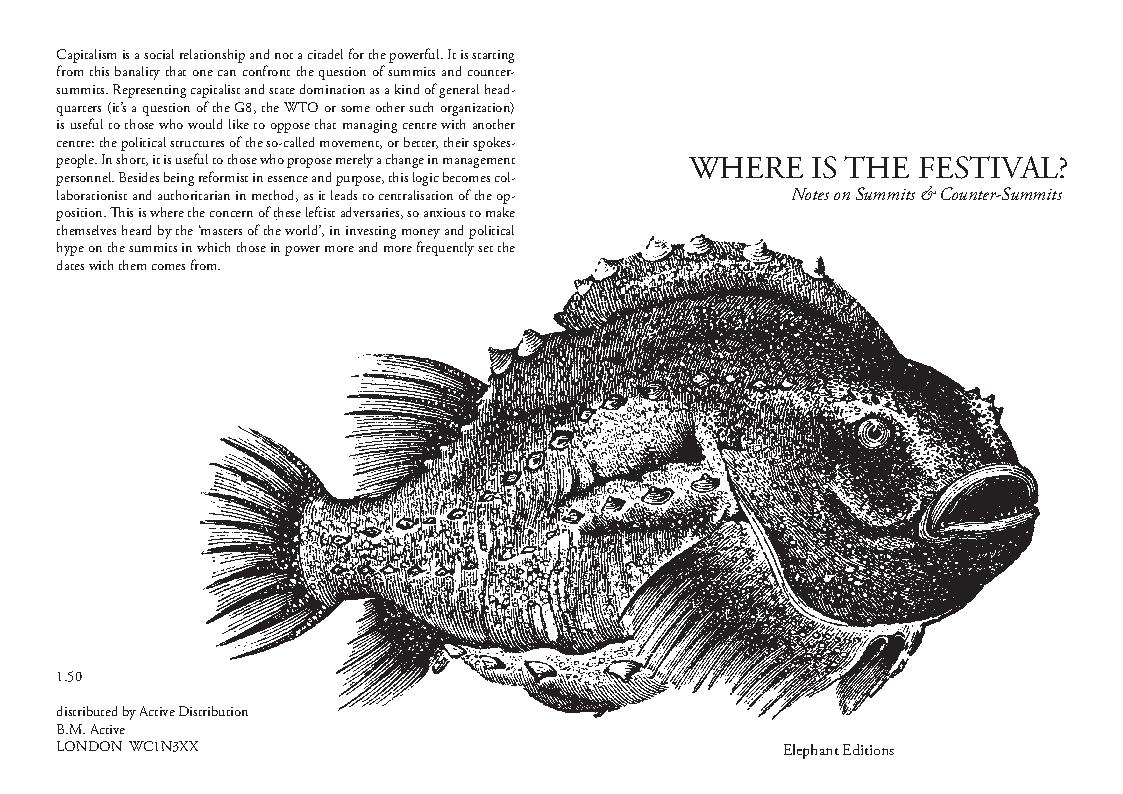 Capitalism is a social relationship and not a citadel for the powerful. It is starting
from this banality that one can confront the question of summits and counter-
summits. Representing capitalist and state domination as a kind of general head-
quarters (it's a question of the G8, the WTO or some other such organization)
is useful to those who would like to oppose that managing centre with another
centre: the political structures of the so-called movement, or better, their spokes-
people. In short, it is useful to those who propose merely a change in management
personnel. Besides being reformist in essence and purpose, this logic becomes col-
laborationist and authoritarian in method, as it leads to centralisation of the op-
position. This is where the concern of these leftist adversaries, so anxious to make
themselves heard by the 'masters of the world', in investing money and political
hype on the summits in which those in power more and more frequently set the
dates with them comes from.
1.50
distributed by Active Distribution
B.M. Active
LONDON WC1N3XX
WHERE IS THE FESTIVAL?
Notes on Summits & Counter-Summits
Elephant Editions